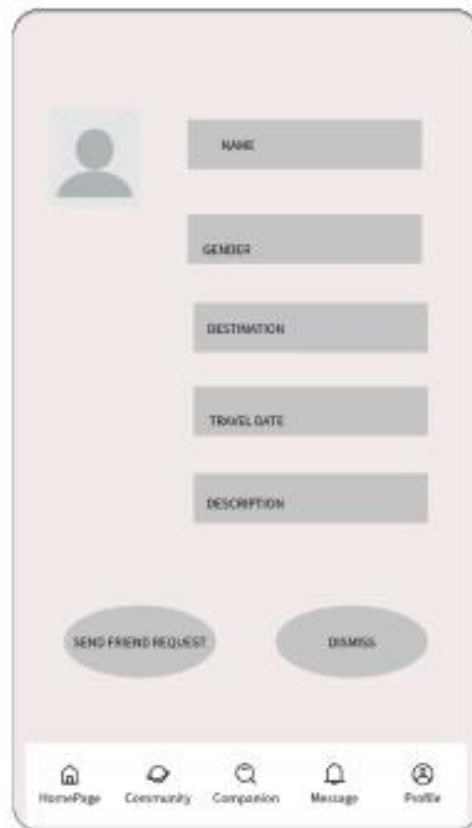 NAME
GENDER
DESTINATION
TRAVEL DATE
DESCRIPTION
SEND FRIEND REQUEST
DISMISS
HomePage
Community
Companion
Message
Profile